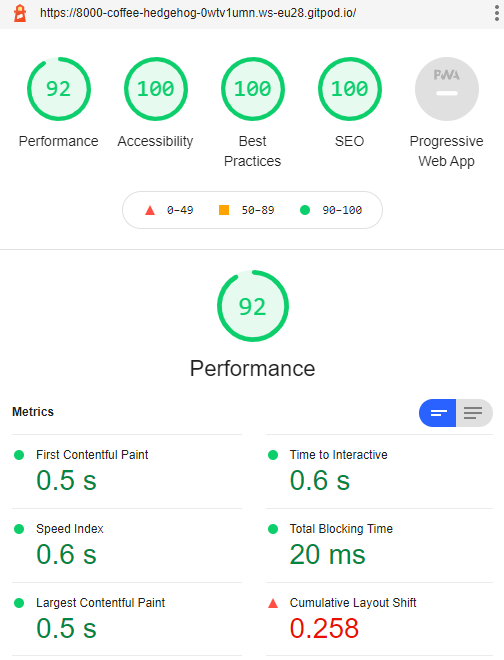 https://8000-coffee-hedgehog-0wtv1umn.ws-eu28.gitpod.io/
92 100 100 100 PWA
Performance Accessibility Best Practices SEO Progressive Web App
0–49 50–89 90–100
92
Performance
Metrics
First Contentful Paint
0.5 s
Time to Interactive
0.6 s
Speed Index
0.6 s
Total Blocking Time
20 ms
Largest Contentful Paint
0.5 s
Cumulative Layout Shift
0.258